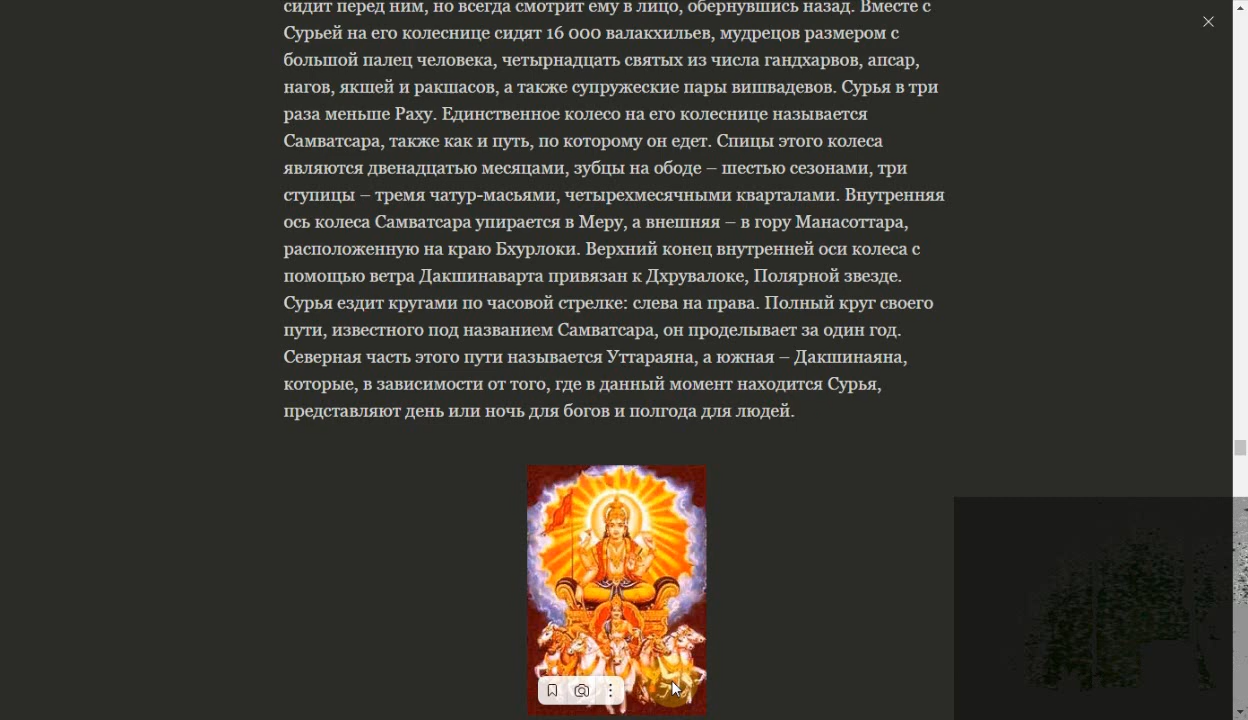 сидит перед ним, но всегда смотрит ему в лицо, обернувшись назад. Вместе с
Сурьей на его колеснице сидят 16 000 валакхильев, мудрецов размером с
большой палец человека, четырнадцать святых из числа гандхарвов, апсар,
нагов, якшей и ракшасов, а также супружеские пары вишвадевов. Сурья в три
раза меньше Раху. Единственное колесо на его колеснице называется
Самватсара, также как и путь, по которому он едет. Спицы этого колеса
являются двенадцатью месяцами, зубцы на ободе – шестью сезонами, три
ступицы – тремя чатур-масьями, четырехмесячными кварталами. Внутренняя
ось колеса Самватсара упирается в Меру, а внешняя – в гору Манасоттара,
расположенную на краю Бхурлоки. Верхний конец внутренней оси колеса с
помощью ветра Дакшинаварта привязан к Дхрувалоке, Полярной звезде.
Сурья ездит кругами по часовой стрелке: слева на права. Полный круг своего
пути, известного под названием Самватсара, он проделывает за один год.
Северная часть этого пути называется Уттараяна, а южная – Дакшинаяна,
которые, в зависимости от того, где в данный момент находится Сурья,
представляют день или ночь для богов и полгода для людей.